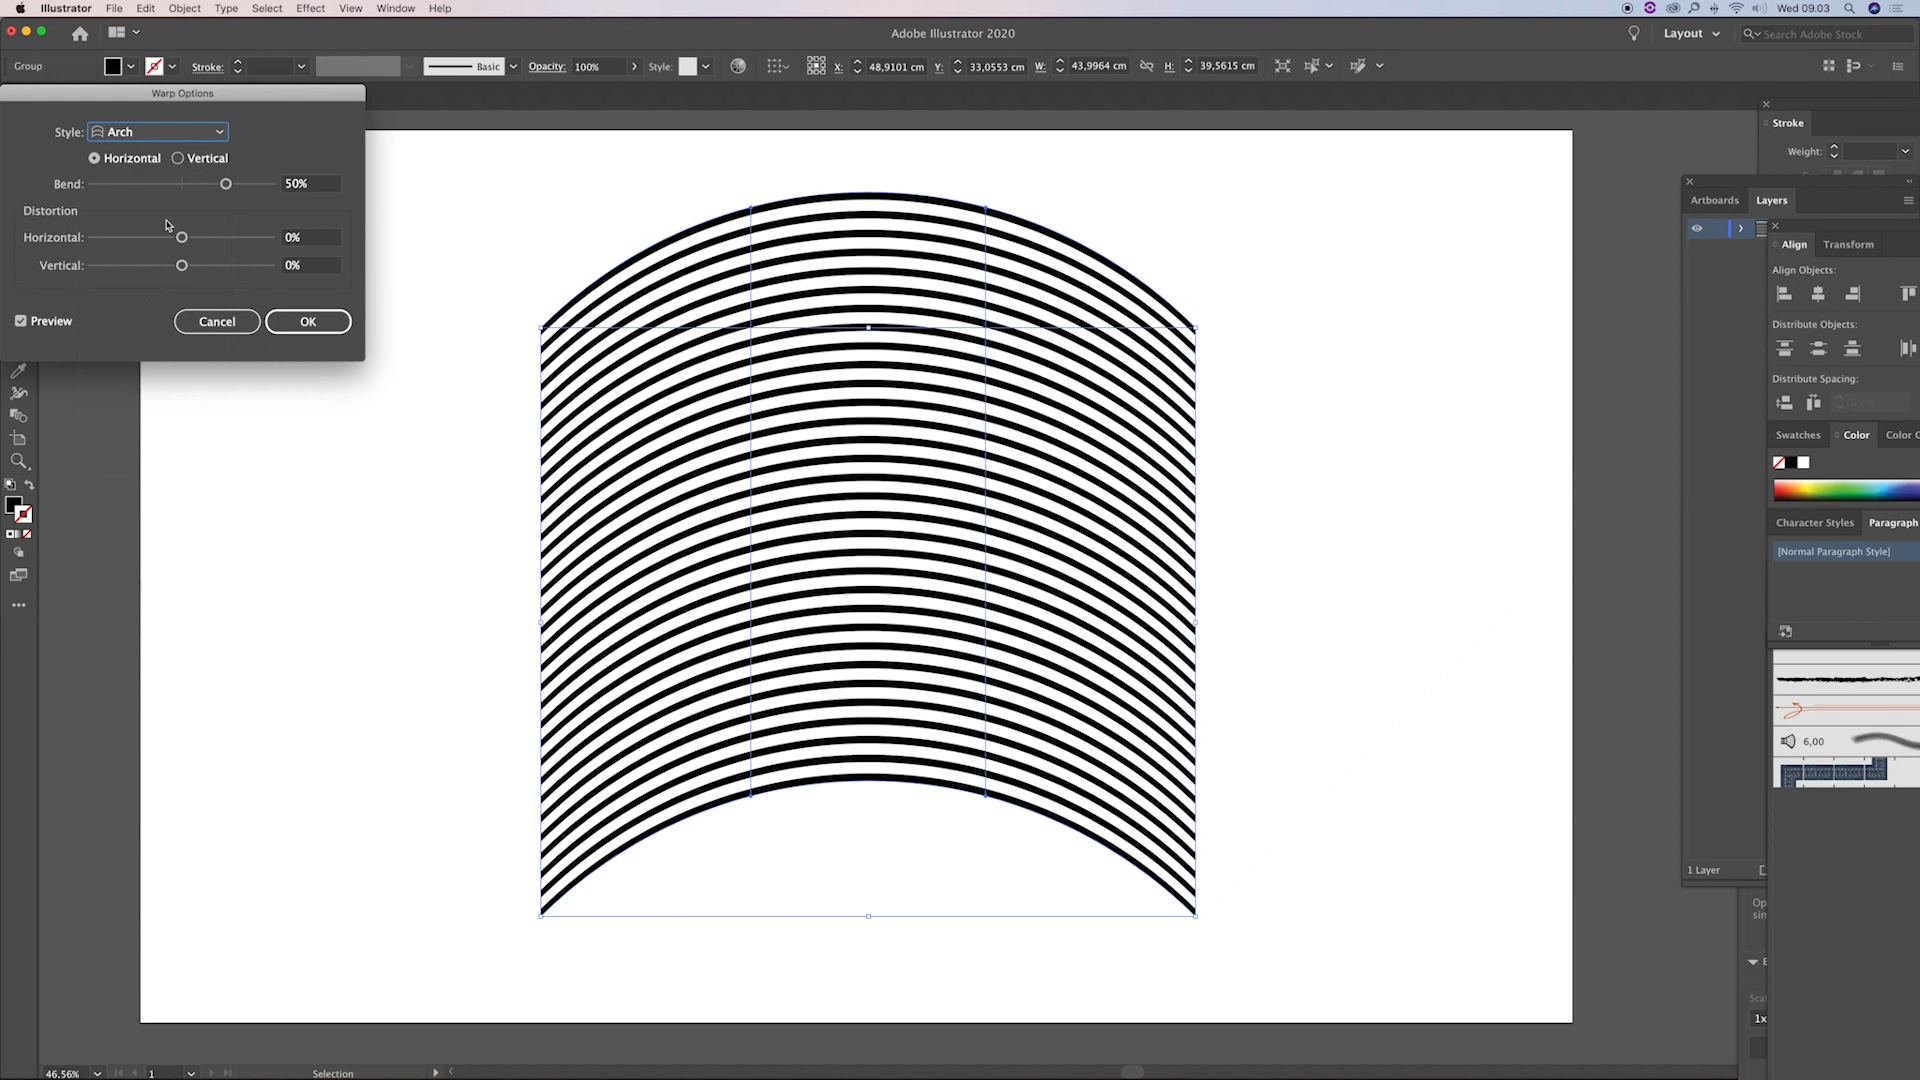 Illustrator File Edit Object Type Select Effect View Window Help Wed 09.03
Adobe Illustrator 2020 Layout Search Adobe Stock
Group Stroke: Basic Opacity: 100% Style: X: 48,9101 cm Y: 33,0553 cm W: 43,9964 cm H: 39,5615 cm
Warp Options
Style: Arch
Horizontal Vertical
Bend: 50%
Distortion
Horizontal: 0%
Vertical: 0%
Preview Cancel OK
Stroke
Weight:
Artboards Layers
Align Transform
Align Objects:
Distribute Objects:
Distribute Spacing:
Swatches Color Color C
Character Styles Paragraph
[Normal Paragraph Style]
6,00
1 Layer
Op
sin
E
Scal
1x
46,56% 1 Selection